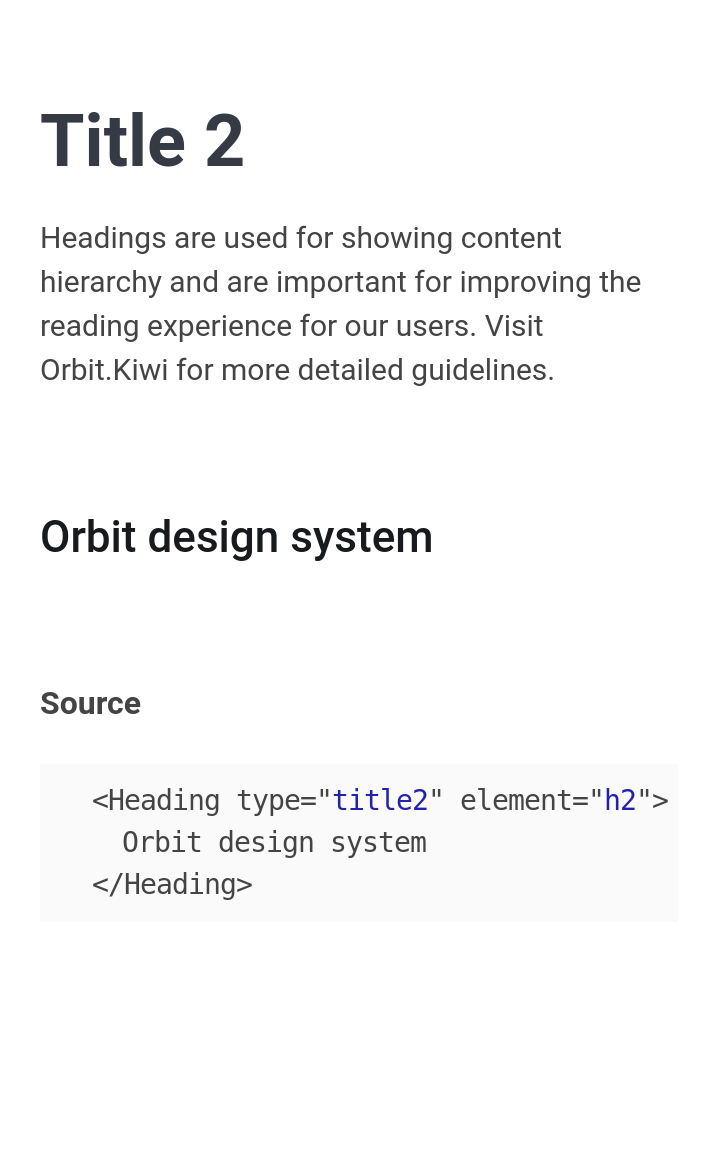 Title 2
Headings are used for showing content
hierarchy and are important for improving the
reading experience for our users. Visit
Orbit.Kiwi for more detailed guidelines.
Orbit design system
Source
<Heading type="title2" element="h2">
  Orbit design system
</Heading>